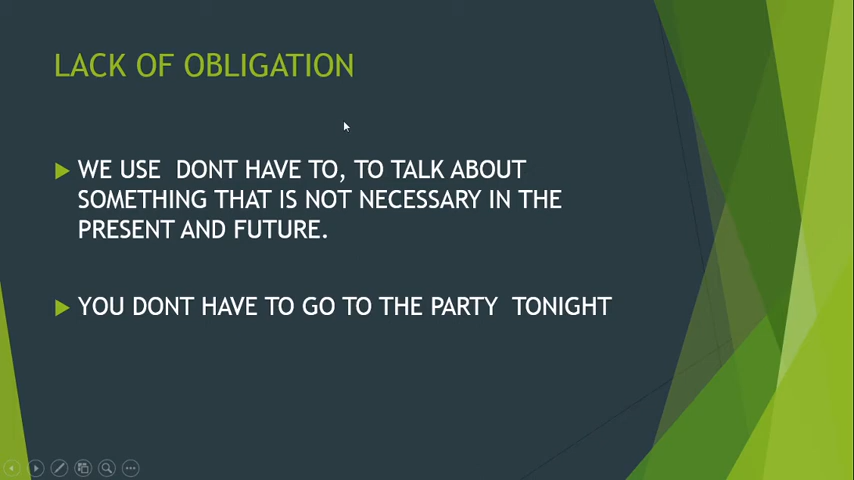 LACK OF OBLIGATION
WE USE  DONT HAVE TO, TO TALK ABOUT
SOMETHING THAT IS NOT NECESSARY IN THE
PRESENT AND FUTURE.
YOU DONT HAVE TO GO TO THE PARTY  TONIGHT